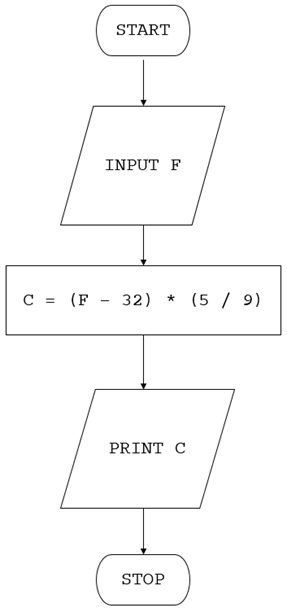 START
INPUT F
C = (F – 32) * (5 / 9)
PRINT C
STOP